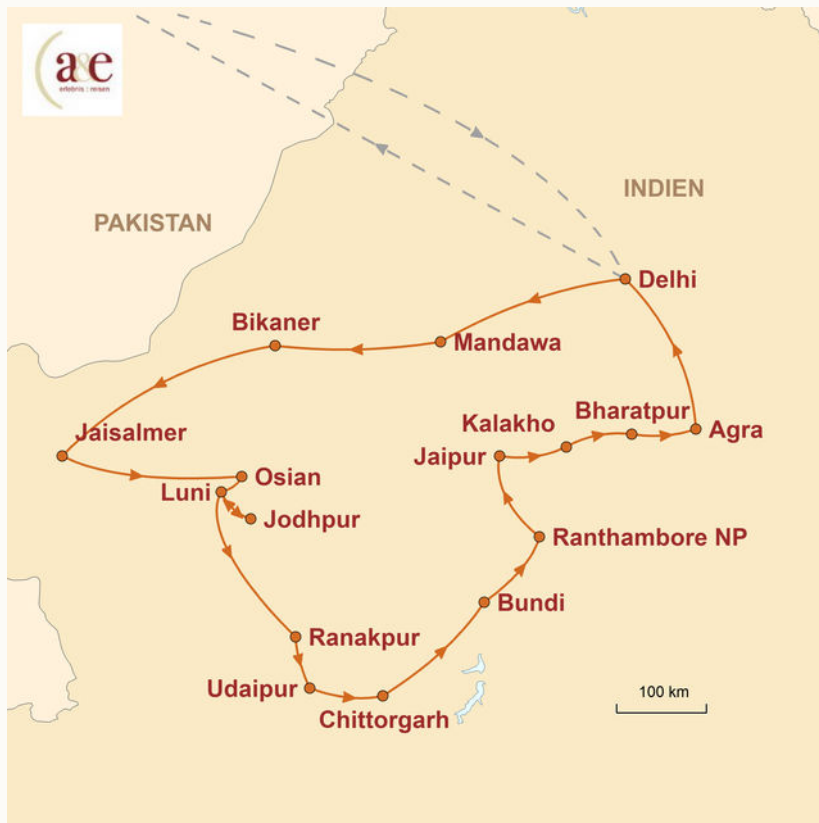 a&e
erlebnis : reisen
INDIEN
PAKISTAN
Delhi
Bikaner
Mandawa
Bharatpur
Kalakho
Jaisalmer
Agra
Jaipur
Osian
Luni
Jodhpur
Ranthambore NP
Bundi
Ranakpur
Udaipur
100 km
Chittorgarh